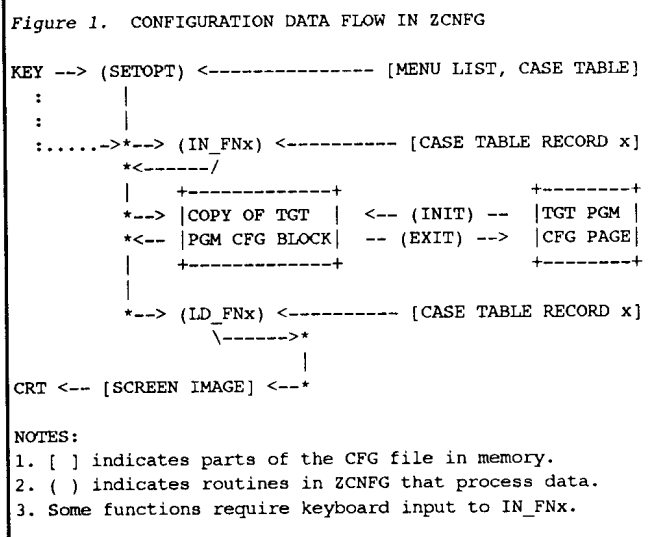 Figure 1.  CONFIGURATION DATA FLOW IN ZCNFG
KEY --> (SETOPT) <---------------- [MENU LIST, CASE TABLE]
  :        |
  :        |
  :.....->*--> (IN_FNx) <----------- [CASE TABLE RECORD x]
          *<------/
          |    +-------------+                  +--------+
          *--> |COPY OF TGT  |  <-- (INIT) --   |TGT PGM |
          *<-- |PGM CFG BLOCK|  -- (EXIT) -->   |CFG PAGE|
          |    +-------------+                  +--------+
          |
          *--> (LD_FNx) <----------- [CASE TABLE RECORD x]
                  \------>*
                          |
CRT <-- [SCREEN IMAGE] <--*
NOTES:
1. [ ] indicates parts of the CFG file in memory.
2. ( ) indicates routines in ZCNFG that process data.
3. Some functions require keyboard input to IN_FNx.